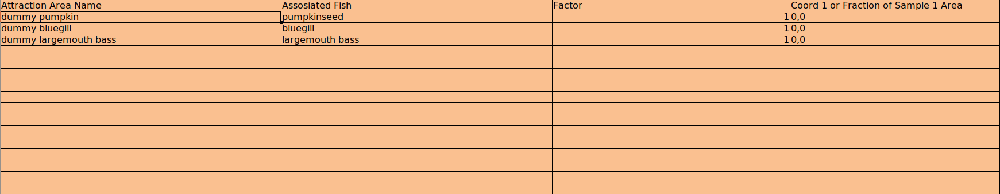 Attraction Area Name Assosiated Fish Factor Coord 1 or Fraction of Sample 1 Area
dummy pumpkin pumpkinseed 1 0,0
dummy bluegill bluegill 1 0,0
dummy largemouth bass largemouth bass 1 0,0